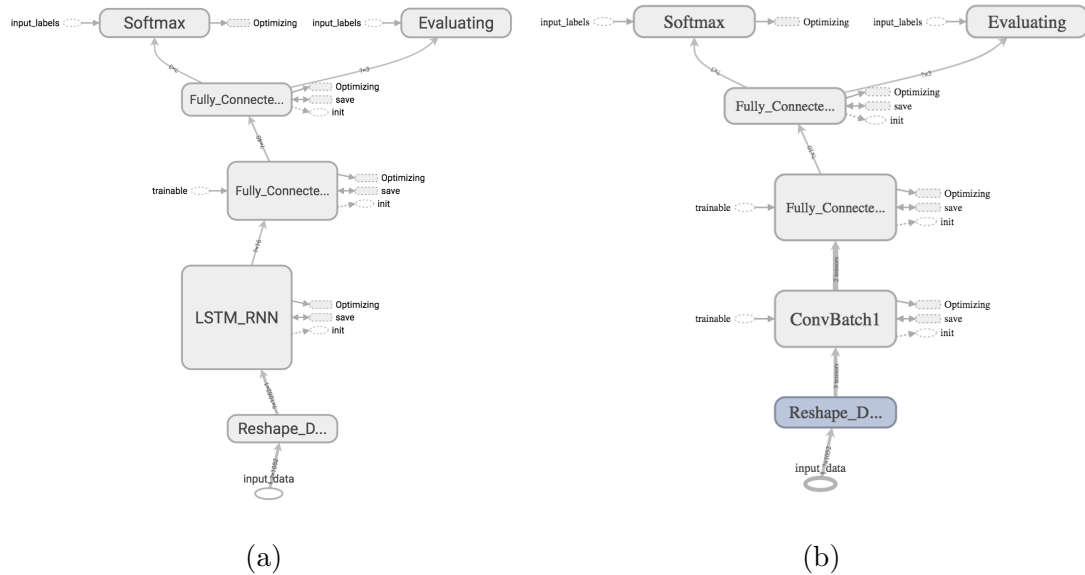 input_labels Softmax Optimizing input_labels Evaluating
Fully_Connecte...
Optimizing
save
init
trainable Fully_Connecte...
Optimizing
save
init
LSTM_RNN
Optimizing
save
init
Reshape_D...
input_data
(a)
input_labels Softmax Optimizing input_labels Evaluating
Fully_Connecte...
Optimizing
save
init
trainable Fully_Connecte...
Optimizing
save
init
2 tensors
trainable ConvBatch1
Optimizing
save
init
Reshape_D...
input_data
(b)